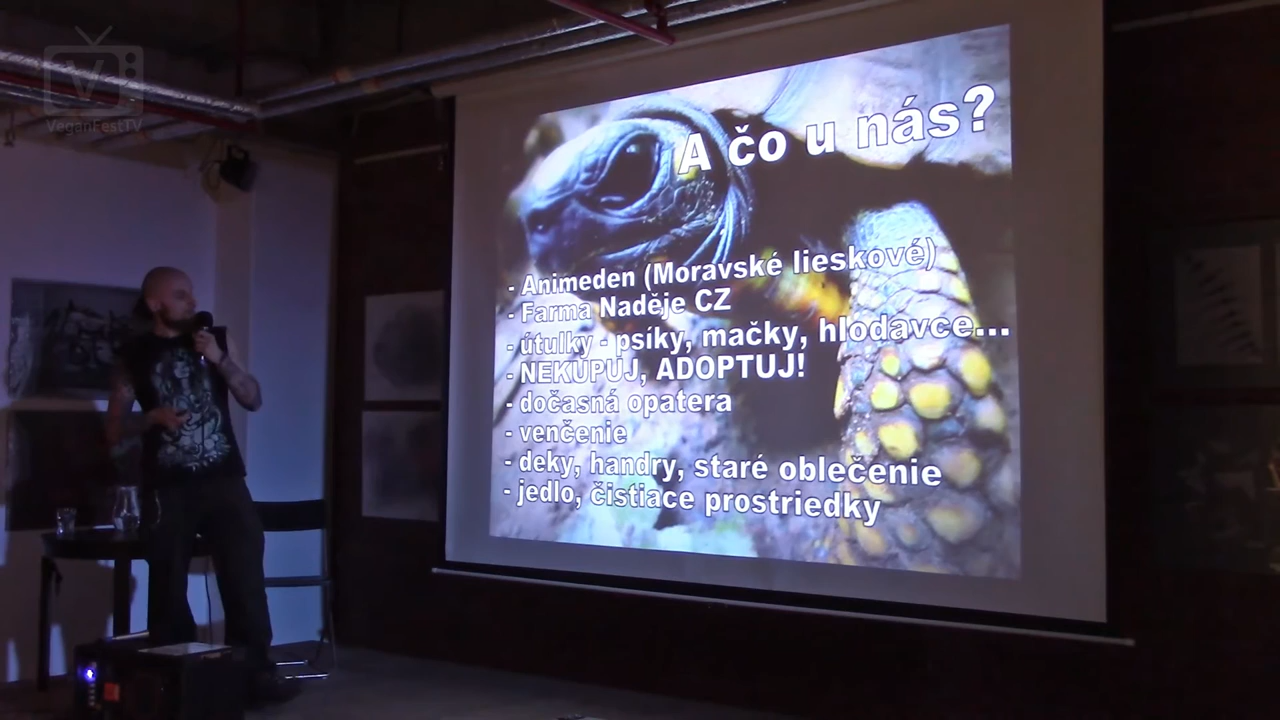 VeganFestTV
A čo u nás?
- Animeden (Moravské lieskové)
- Farma Naděje CZ
- útulky - psíky, mačky, hlodavce...
- NEKUPUJ, ADOPTUJ!
- dočasná opatera
- venčenie
- deky, handry, staré oblečenie
- jedlo, čistiace prostriedky